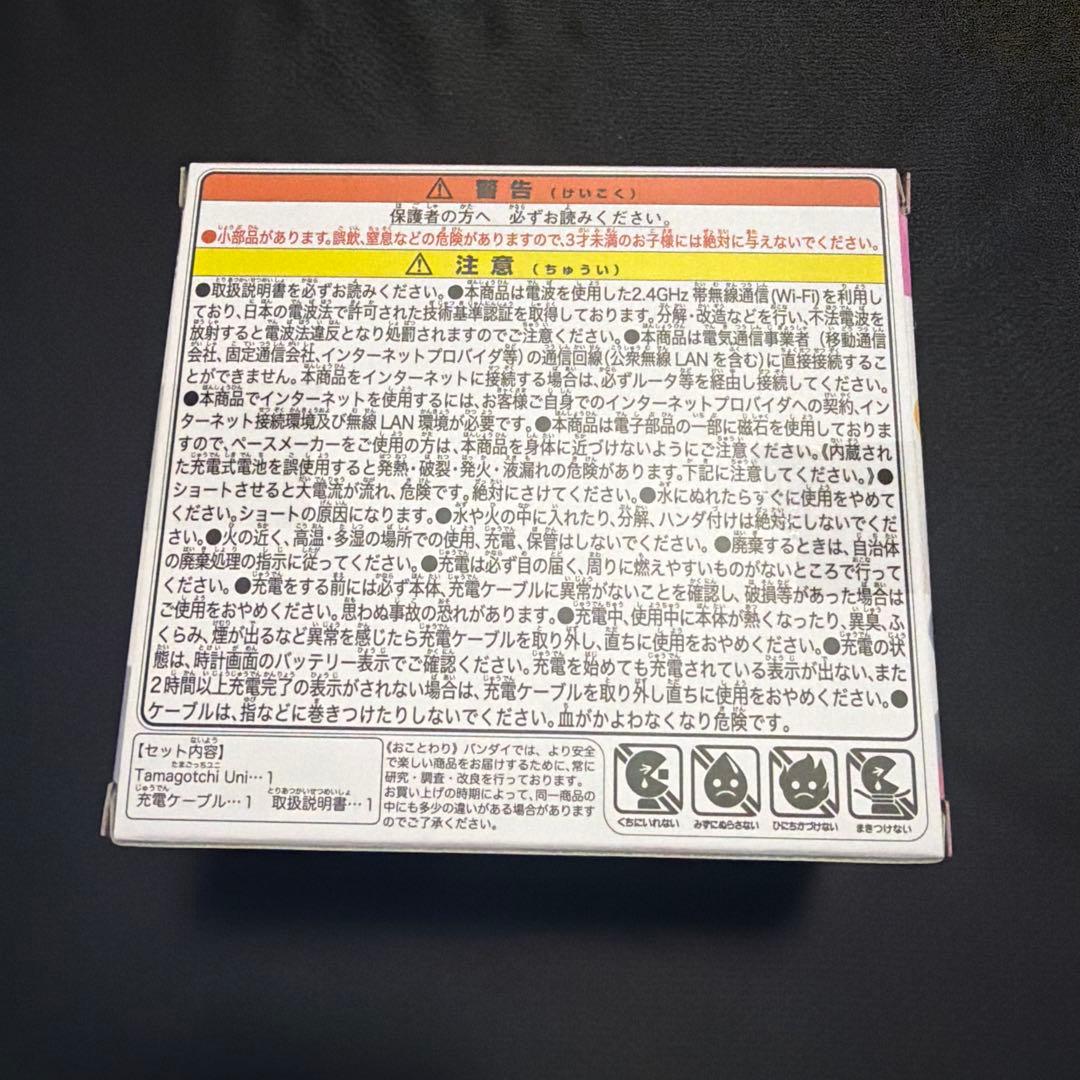 ⚠ 警告 (けいこく)
保護者の方へ 必ずお読みください。
●小部品があります。誤飲、窒息などの危険がありますので、3才未満のお子様には絶対に与えないでください。
⚠ 注意 (ちゅうい)
●取扱説明書を必ずお読みください。●本商品は電波を使用した2.4GHz 帯無線通信(Wi-Fi)を利用し
ており、日本の電波法で許可された技術基準認証を取得しております。分解・改造などを行い、不法電波を
放射すると電波法違反となり処罰されますのでご注意ください。●本商品は電気通信事業者 (移動通信
会社、固定通信会社、インターネットプロバイダ等) の通信回線(公衆無線 LAN を含む)に直接接続するこ
とができません。本商品をインターネットに接続する場合は、必ずルータ等を経由し接続してください。
●本商品でインターネットを使用するには、お客様ご自身でのインターネットプロバイダへの契約、イン
ターネット接続環境及び無線 LAN 環境が必要です。●本商品は電子部品の一部に磁石を使用しておりま
すので、ペースメーカーをご使用の方は、本商品を身体に近づけないようにご注意ください。《内蔵され
た充電式電池を誤使用すると発熱・破裂・発火・液漏れの危険があります。下記に注意してください。》●
ショートさせると大電流が流れ、危険です。絶対にさけてください。●水にぬれたらすぐに使用をやめて
ください。ショートの原因になります。●水や火の中に入れたり、分解、ハンダ付けは絶対にしないでくだ
さい。●火の近く、高温・多湿の場所での使用、充電、保管はしないでください。●廃棄するときは、自治体
の廃棄処理の指示に従ってください。●充電は必ず目の届く、周りに燃えやすいものがないところで行って
ください。●充電をする前には必ず本体、充電ケーブルに異常がないことを確認し、破損等があった場合は
ご使用をおやめください。思わぬ事故の恐れがあります。●充電中、使用中に本体が熱くなったり、異臭、ふ
くらみ、煙が出るなど異常を感じたら充電ケーブルを取り外し、直ちに使用をおやめください。●充電の状
態は、時計画面のバッテリー表示でご確認ください。充電を始めても充電されている表示が出ない、また
2時間以上充電完了の表示がされない場合は、充電ケーブルを取り外し直ちに使用をおやめください。●
ケーブルは、指などに巻きつけたりしないでください。血がかよわなくなり危険です。
【セット内容】
Tamagotchi Uni…1
充電ケーブル…1 取扱説明書…1
《おことわり》バンダイでは、より安全
で楽しい商品をお届けするために、常に
研究・調査・改良を行っております。
お買い上げの時期によって、同一商品の
中にも多少の違いがある場合があります
のでご了承ください。
くちにいれない みずにぬらさない ひにちかづけない まきつけない